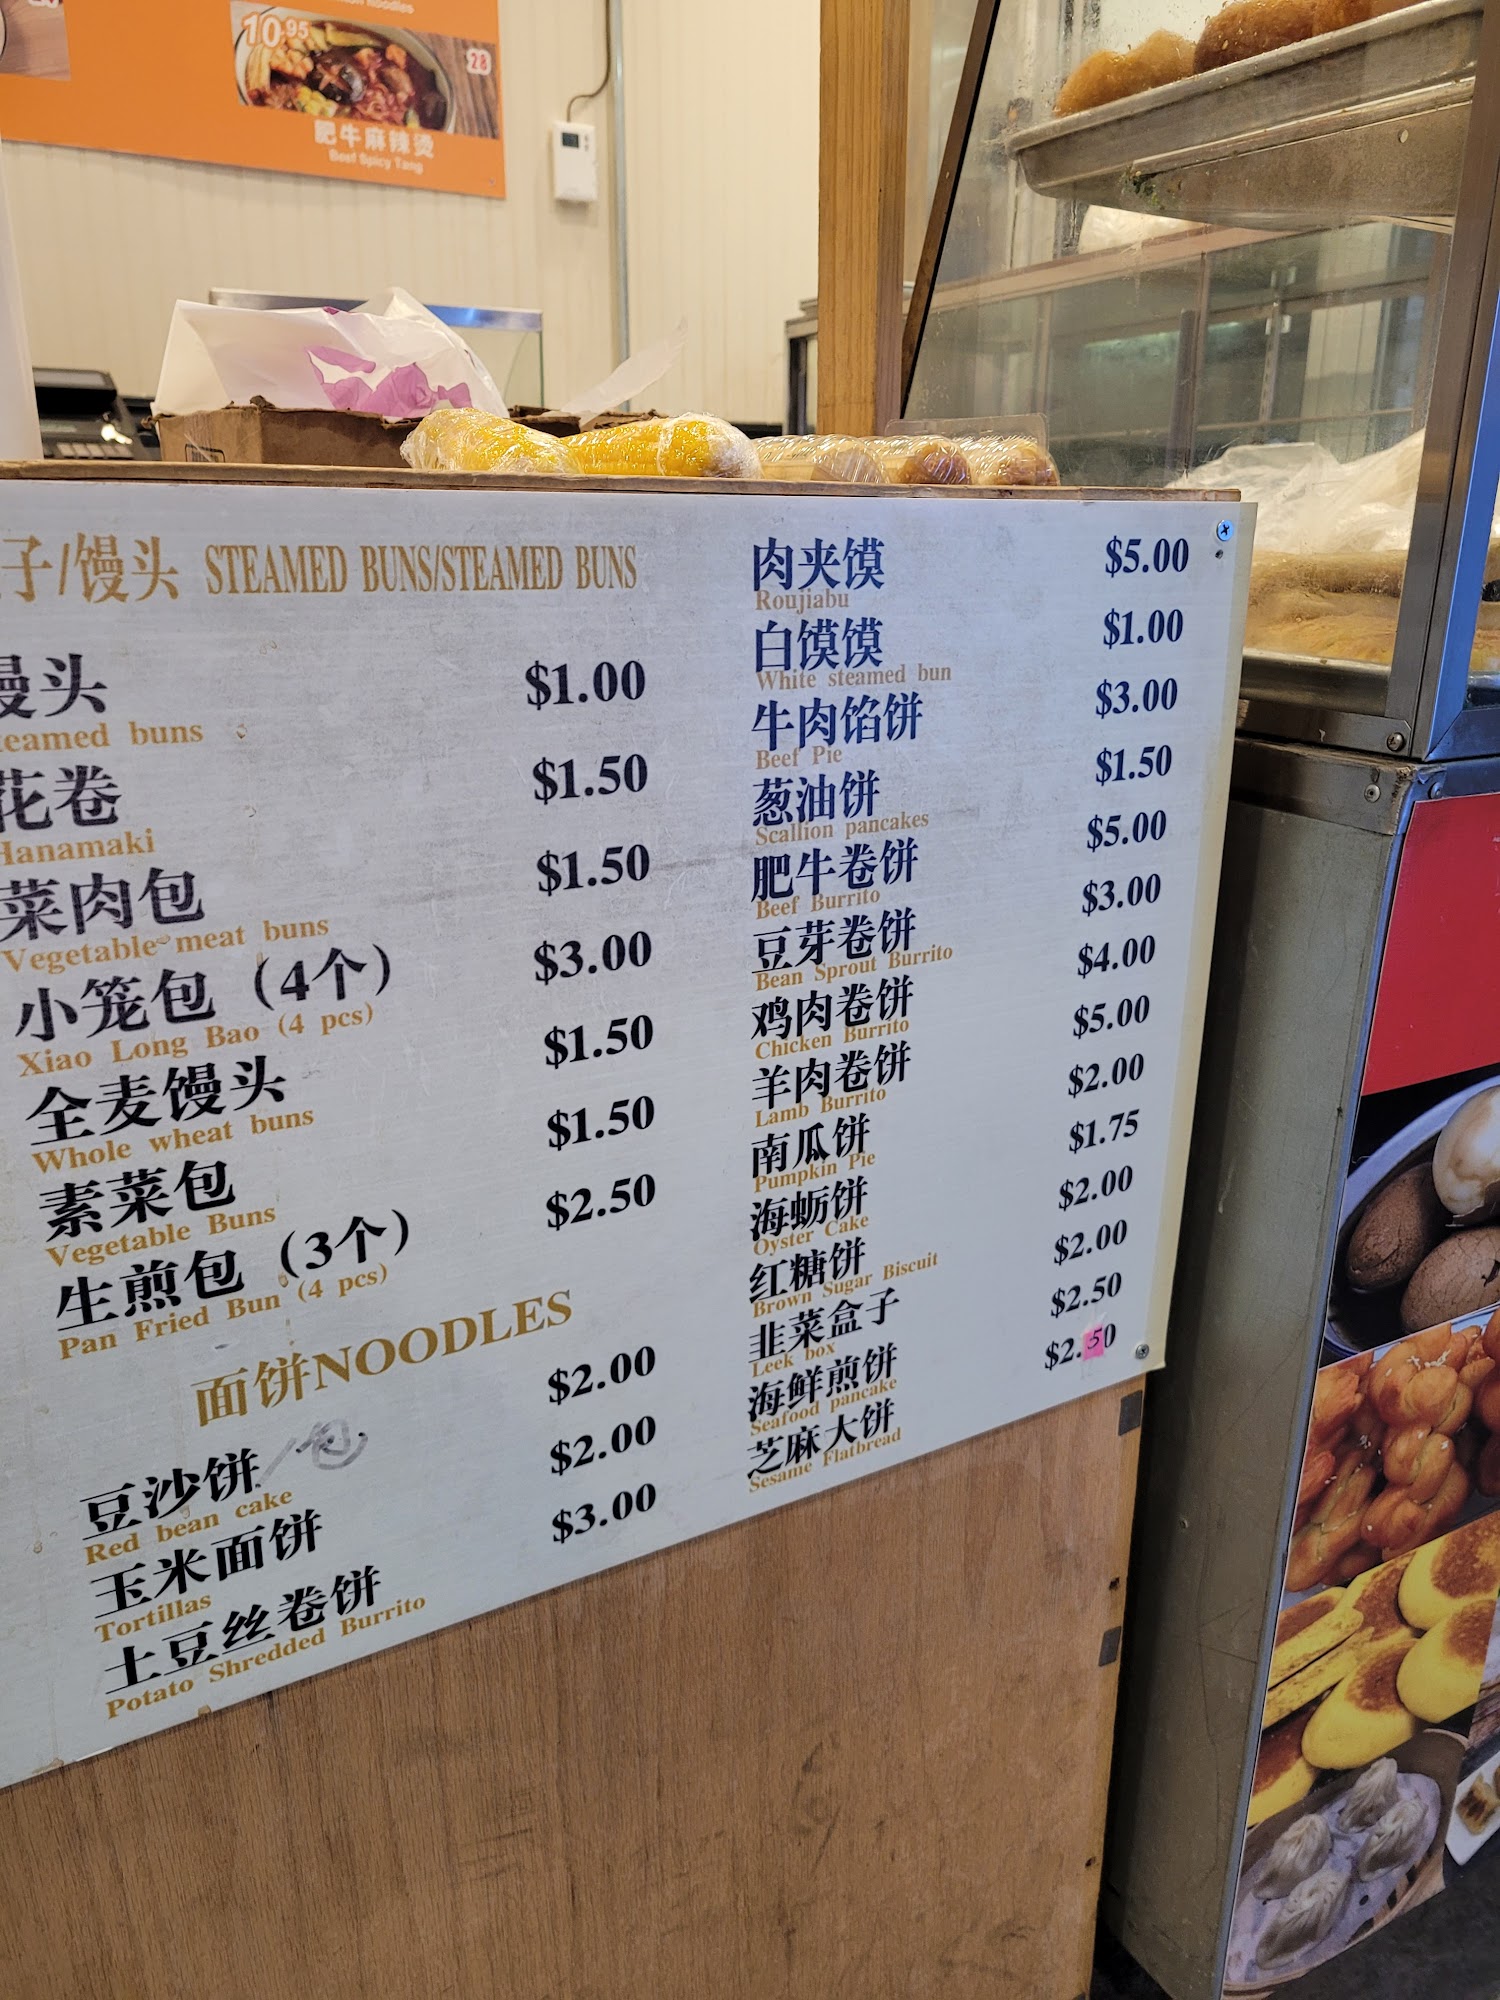 Noodles
10.95
28
肥牛麻辣烫
Beef Spicy Tang
子/馒头 STEAMED BUNS/STEAMED BUNS
馒头 $1.00
teamed buns
花卷 $1.50
Hanamaki
菜肉包 $1.50
Vegetable meat buns
小笼包（4个） $3.00
Xiao Long Bao (4 pcs)
全麦馒头 $1.50
Whole wheat buns
素菜包 $1.50
Vegetable Buns
生煎包（3个） $2.50
Pan Fried Bun (4 pcs)
面饼NOODLES
豆沙饼/包 $2.00
Red bean cake
玉米面饼 $2.00
Tortillas
土豆丝卷饼 $3.00
Potato Shredded Burrito
肉夹馍 $5.00
Roujiabu
白馍馍 $1.00
White steamed bun
牛肉馅饼 $3.00
Beef Pie
葱油饼 $1.50
Scallion pancakes
肥牛卷饼 $5.00
Beef Burrito
豆芽卷饼 $3.00
Bean Sprout Burrito
鸡肉卷饼 $4.00
Chicken Burrito
羊肉卷饼 $5.00
Lamb Burrito
南瓜饼 $2.00
Pumpkin Pie
海蛎饼 $1.75
Oyster Cake
红糖饼 $2.00
Brown Sugar Biscuit
韭菜盒子 $2.00
Leek box
海鲜煎饼 $2.50
Seafood pancake
芝麻大饼 $2.50
Sesame Flatbread